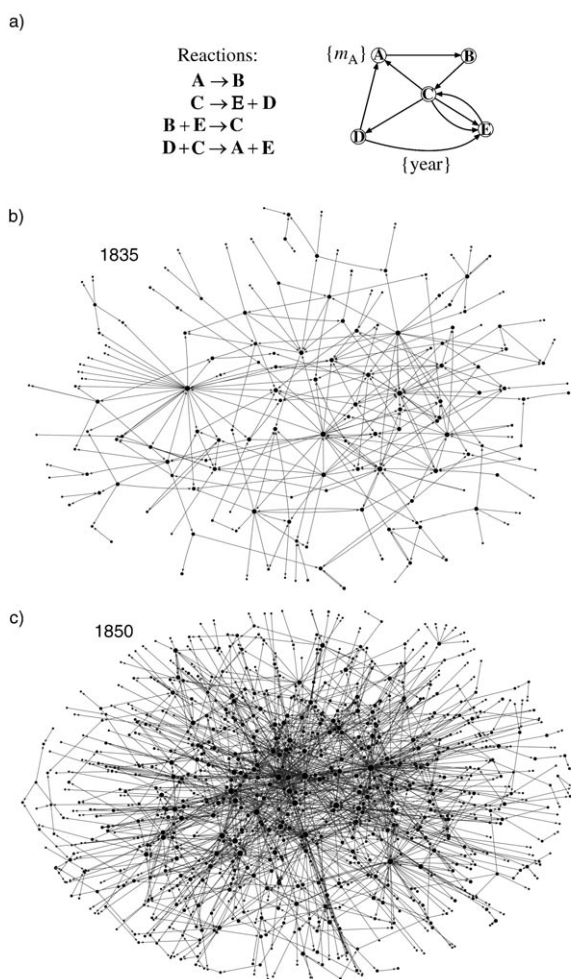 a)
Reactions:
A → B
C → E + D
B + E → C
D + C → A + E
{m_A} A B
C
D E
{year}
b)
1835
c)
1850